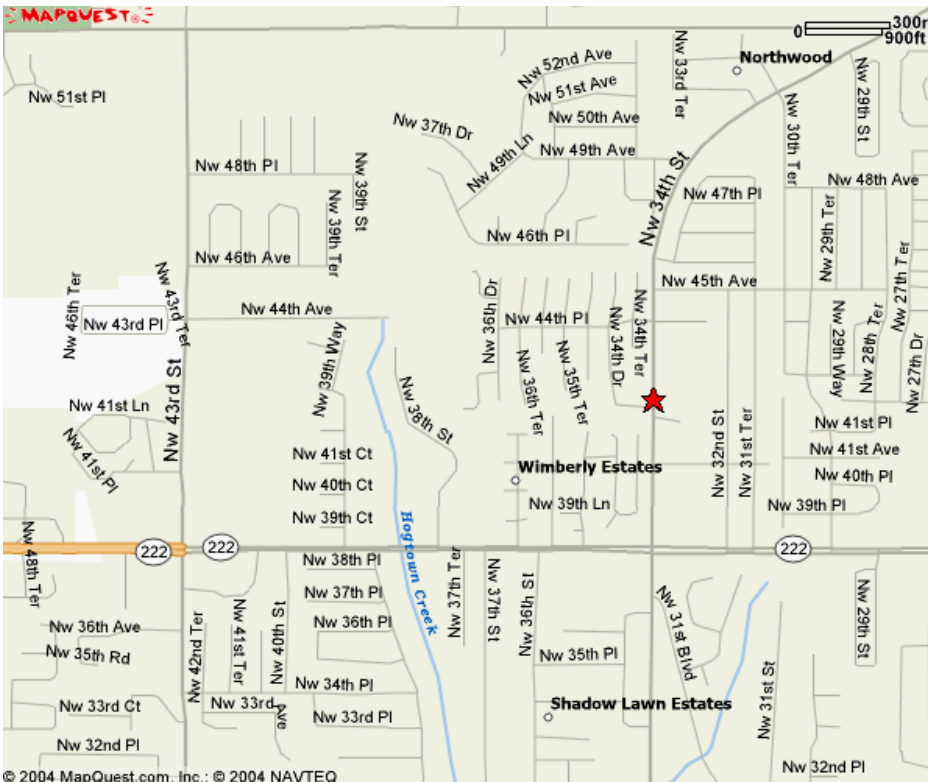 MAPQUEST
0 300m
900ft
Northwood
Nw 52nd Ave
Nw 33rd Ter
Nw 51st Pl
Nw 51st Ave
Nw 29th St
Nw 50th Ave
Nw 37th Dr
Nw 30th Ter
Nw 49th Ave
Nw 49th Ln
Nw 48th Pl
Nw 39th St
Nw 34th St
Nw 47th Pl
Nw 48th Ave
Nw 39th Ter
Nw 29th Ter
Nw 46th Pl
Nw 46th Ave
Nw 27th Ter
Nw 45th Ave
Nw 46th Ter
Nw 43rd Ter
Nw 44th Ave
Nw 36th Dr
Nw 44th Pl
Nw 34th Dr
Nw 34th Ter
Nw 43rd Pl
Nw 29th Way
Nw 28th Ter
Nw 27th Dr
Nw 39th Way
Nw 36th Ter
Nw 35th Ter
Nw 43rd St
Nw 38th St
Nw 41st Ln
Nw 41st Pl
Nw 32nd St
Nw 31st Ter
Nw 41st Pl
Nw 41st Ct
Nw 41st Ave
Wimberly Estates
Nw 40th Ct
Nw 40th Pl
Nw 39th Ln
Nw 39th Pl
Nw 39th Ct
Hogtown Creek
222
222
222
Nw 48th Ter
Nw 38th Pl
Nw 37th Ter
Nw 37th St
Nw 36th St
Nw 37th Pl
Nw 31st Blvd
Nw 29th St
Nw 36th Ave
Nw 36th Pl
Nw 42nd Ter
Nw 41st Ter
Nw 40th St
Nw 35th Rd
Nw 35th Pl
Nw 34th Pl
Nw 31st St
Nw 33rd Ct
Nw 33rd Ave
Nw 33rd Pl
Shadow Lawn Estates
Nw 32nd Pl
Nw 32nd Pl
© 2004 MapQuest.com, Inc.; © 2004 NAVTEQ